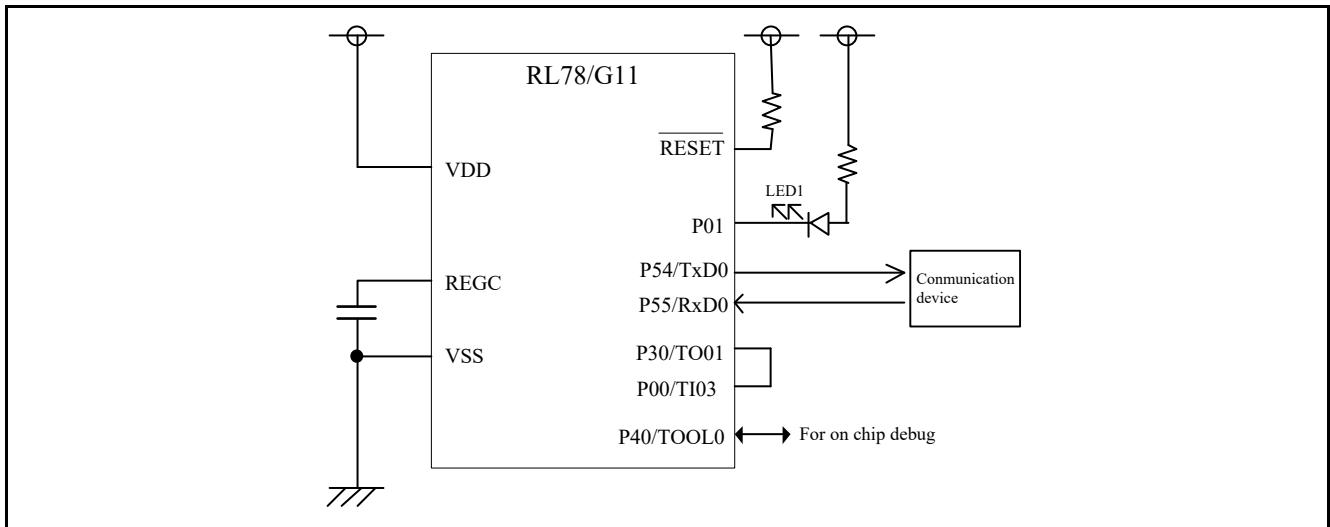 RL78/G11
RESET
VDD
LED1
P01
P54/TxD0
Conmunication
device
REGC
P55/RxD0
VSS
P30/TO01
P00/TI03
P40/TOOL0
For on chip debug